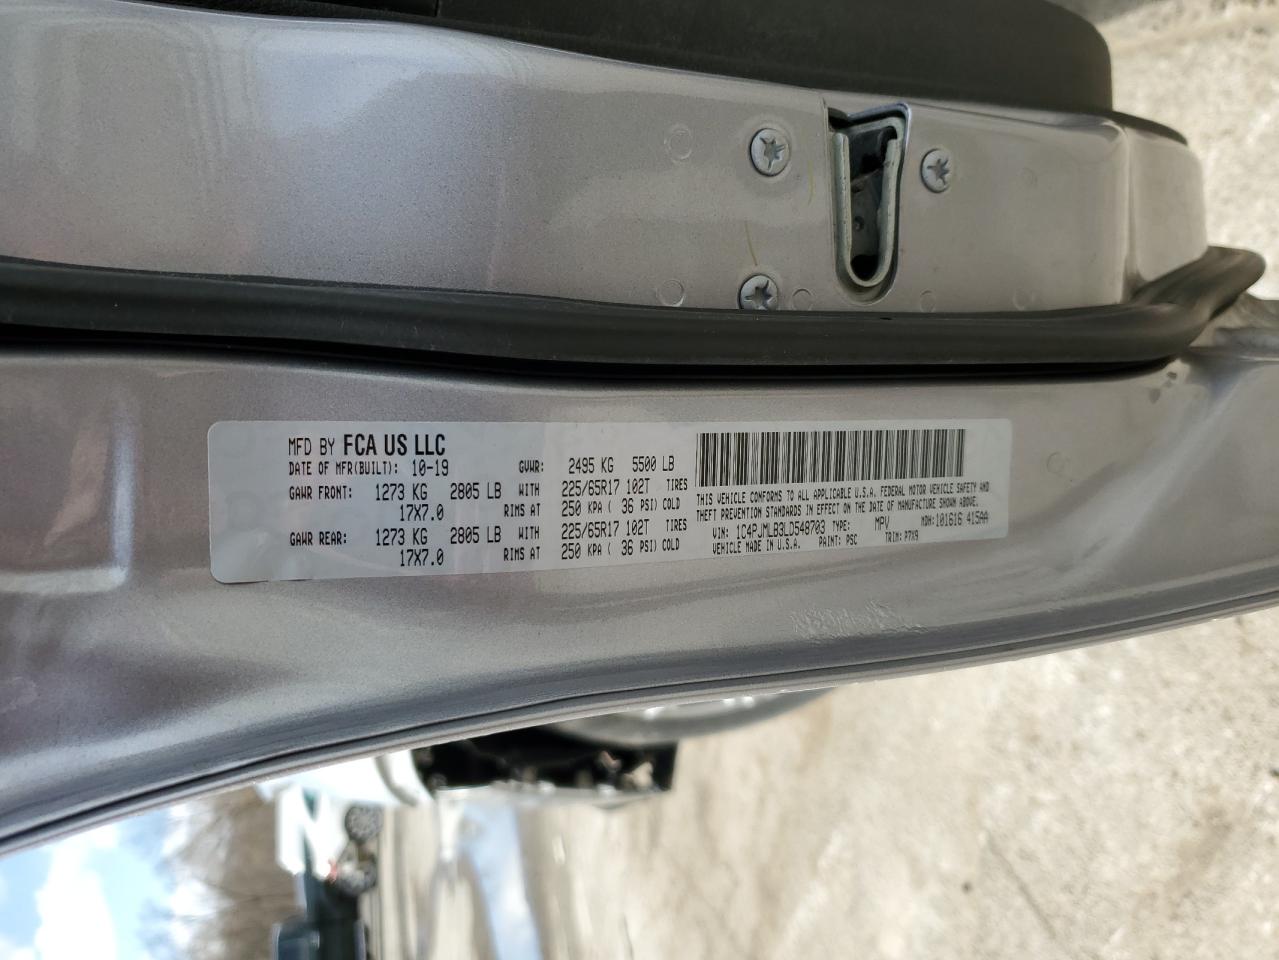 MFD BY FCA US LLC
DATE OF MFR(BUILT): 10-19 GVWR: 2495 KG 5500 LB
GAWR FRONT: 1273 KG 2805 LB WITH 225/65R17 102T TIRES
17X7.0 RIMS AT 250 KPA ( 36 PSI) COLD
GAWR REAR: 1273 KG 2805 LB WITH 225/65R17 102T TIRES
17X7.0 RIMS AT 250 KPA ( 36 PSI) COLD
THIS VEHICLE CONFORMS TO ALL APPLICABLE U.S.A. FEDERAL MOTOR VEHICLE SAFETY AND
THEFT PREVENTION STANDARDS IN EFFECT ON THE DATE OF MANUFACTURE SHOWN ABOVE.
VIN: 1C4PJMLB3LD548703 TYPE: MPV MDH:101616 415AA
VEHICLE MADE IN U.S.A. PAINT: PSC TRIM: P7X9